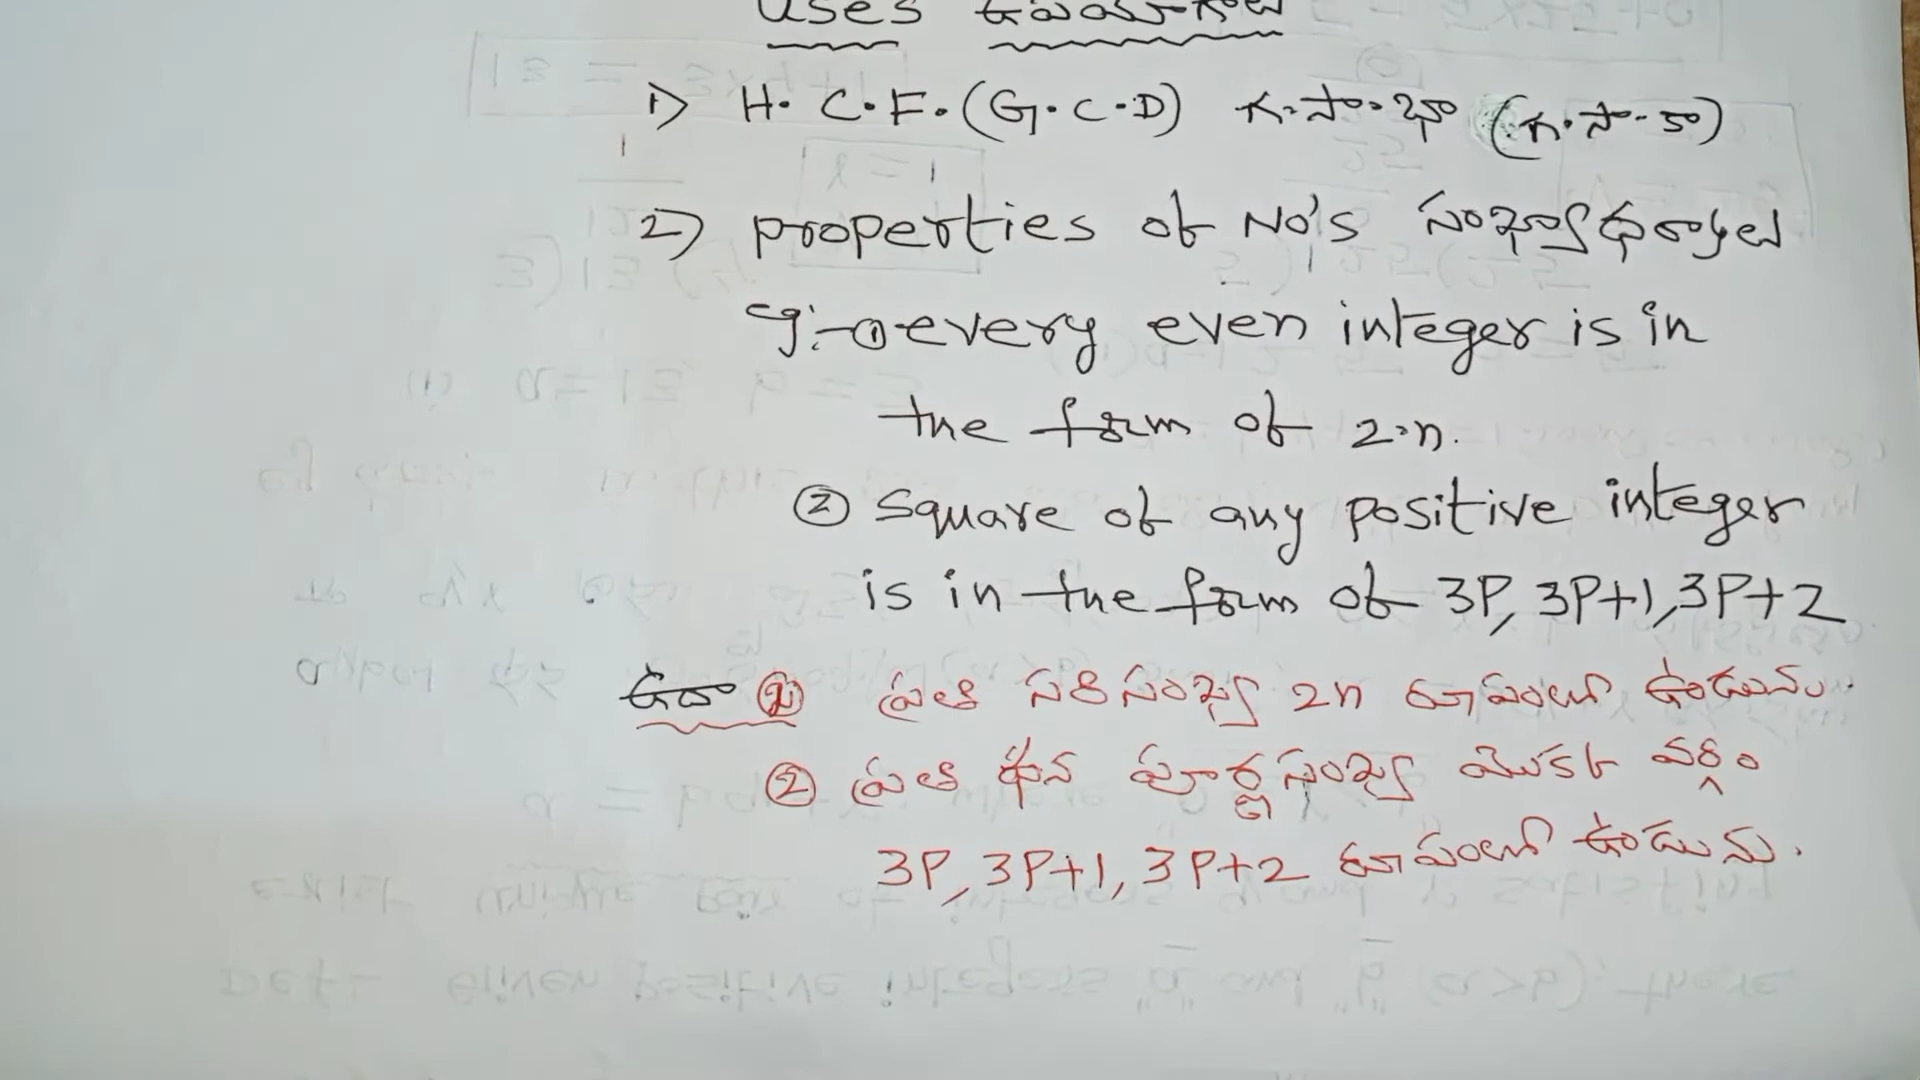 Uses ఉపయోగాలు
1) H.C.F.(G.C.D) గ.సా.భా (గ.సా.కా)
2) properties of No's సంఖ్యాధర్మాలు
eg:- ① every even integer is in
the form of 2.n.
② Square of any positive integer
is in the form of 3P, 3P+1, 3P+2
ఉదా ① ప్రతి సరిసంఖ్య 2n రూపంలో ఉండును.
② ప్రతి ధన పూర్ణసంఖ్య యొక్క వర్గం
3P, 3P+1, 3P+2 రూపంలో ఉండును.